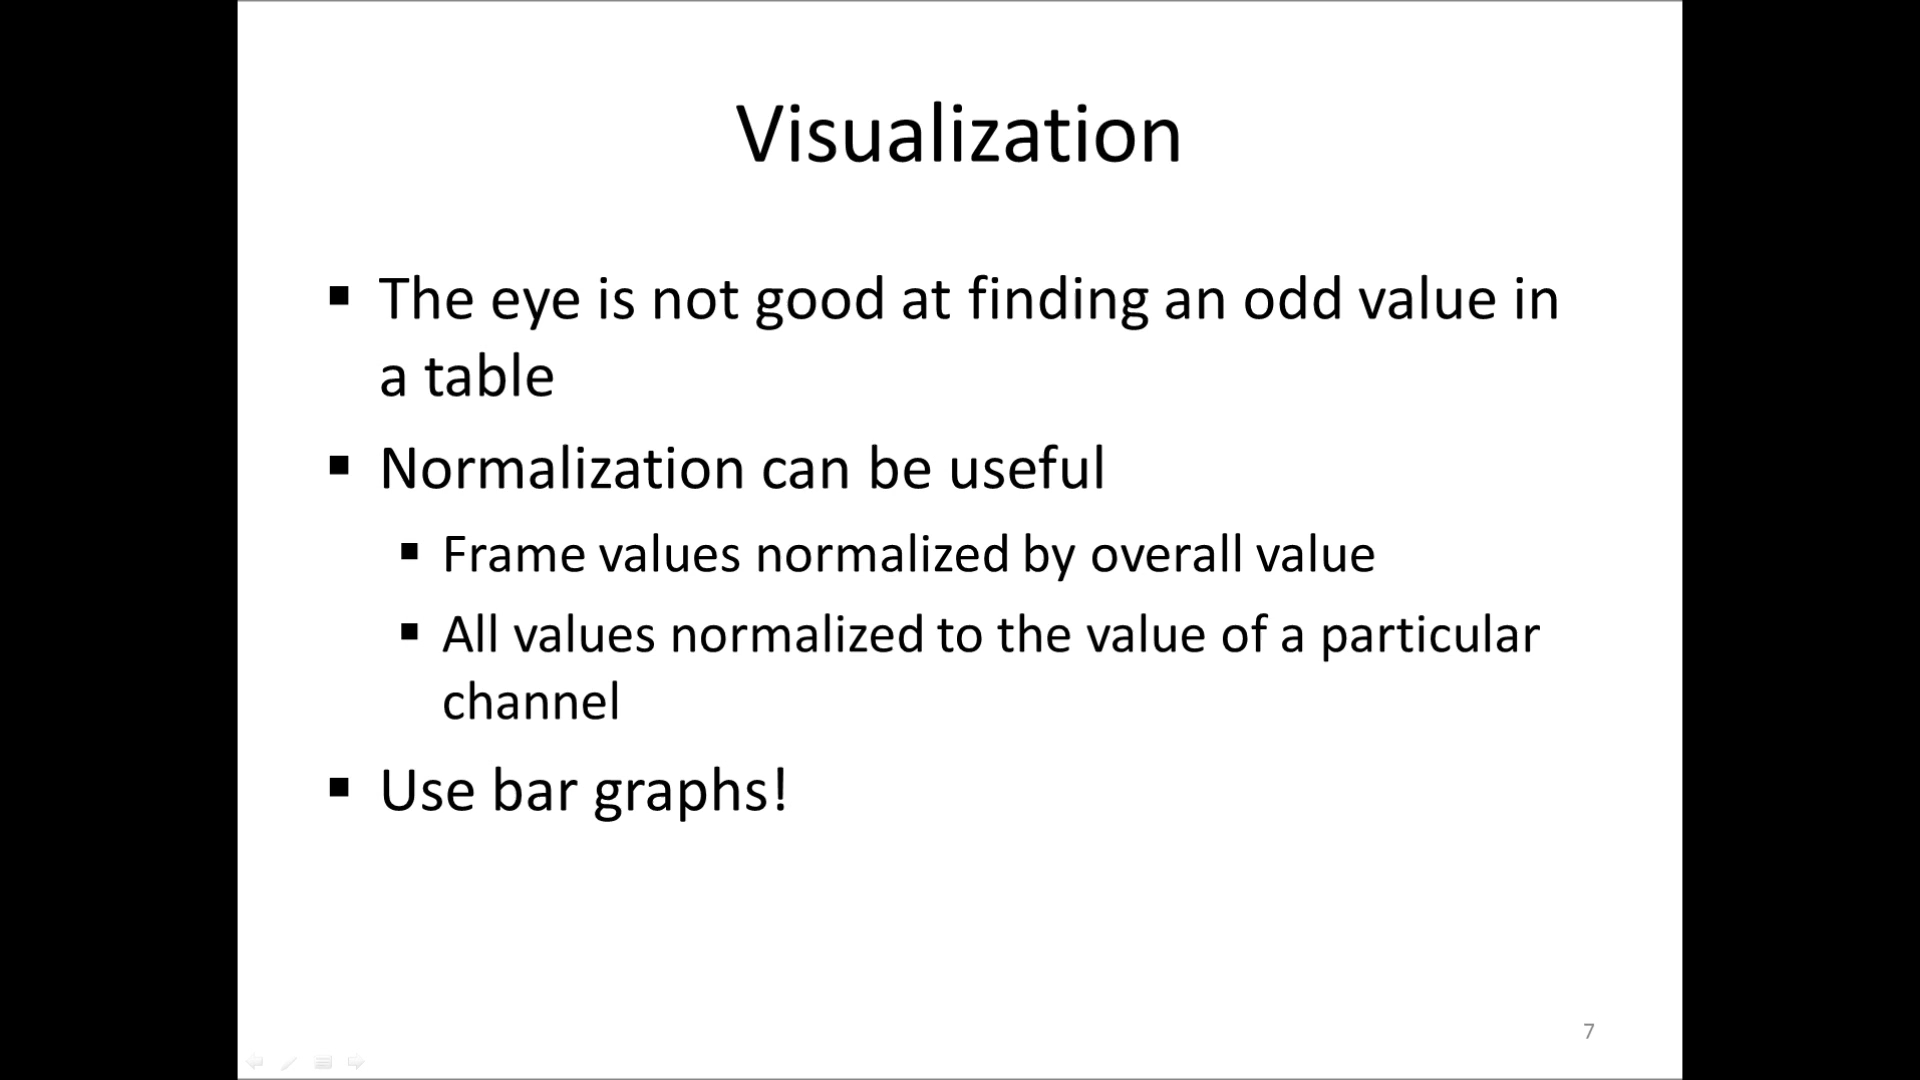 Visualization
▪ The eye is not good at finding an odd value in
a table
▪ Normalization can be useful
▪ Frame values normalized by overall value
▪ All values normalized to the value of a particular
channel
▪ Use bar graphs!
7